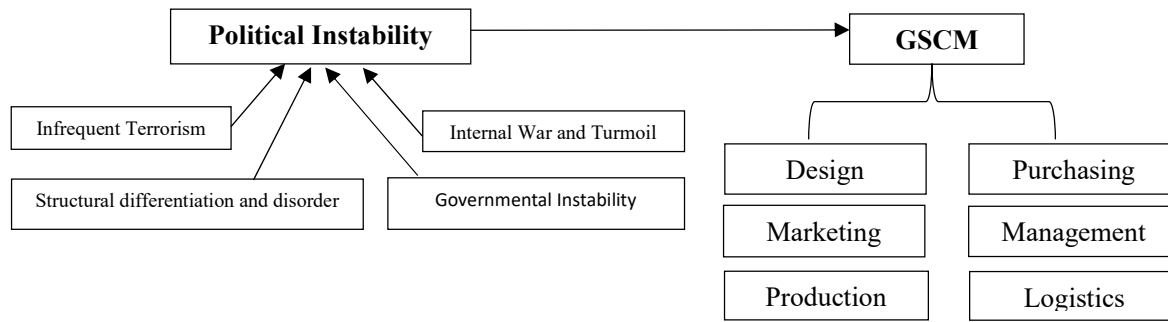 Political Instability
GSCM
Infrequent Terrorism
Internal War and Turmoil
Structural differentiation and disorder
Governmental Instability
Design
Purchasing
Marketing
Management
Production
Logistics